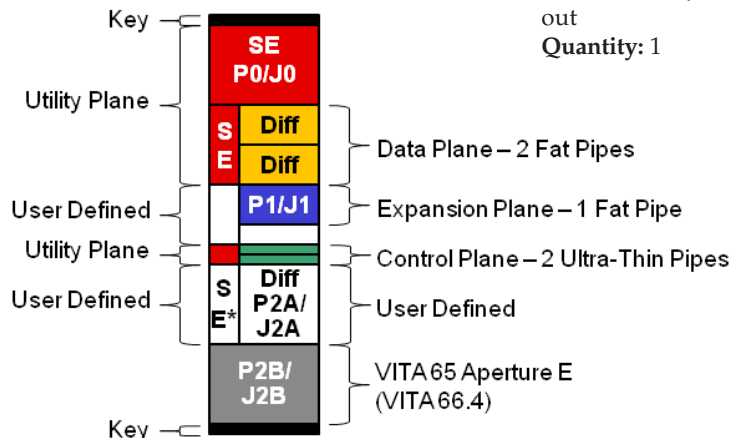 out
Quantity: 1
Key
SE
P0/J0
Utility Plane
S
E
Diff
Diff
Data Plane – 2 Fat Pipes
User Defined
P1/J1
Expansion Plane – 1 Fat Pipe
Utility Plane
Control Plane – 2 Ultra-Thin Pipes
User Defined
S
E*
Diff
P2A/
J2A
User Defined
P2B/
J2B
VITA 65 Aperture E
(VITA 66.4)
Key